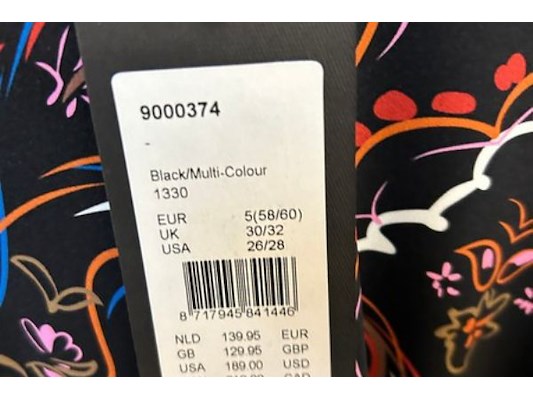 9000374
-
Black/Multi-Colour
1330
EUR 5(58/60)
UK 30/32
USA 26/28
8 717945 841446
NLD 139.95 EUR
GB 129.95 GBP
USA 189.00 USD